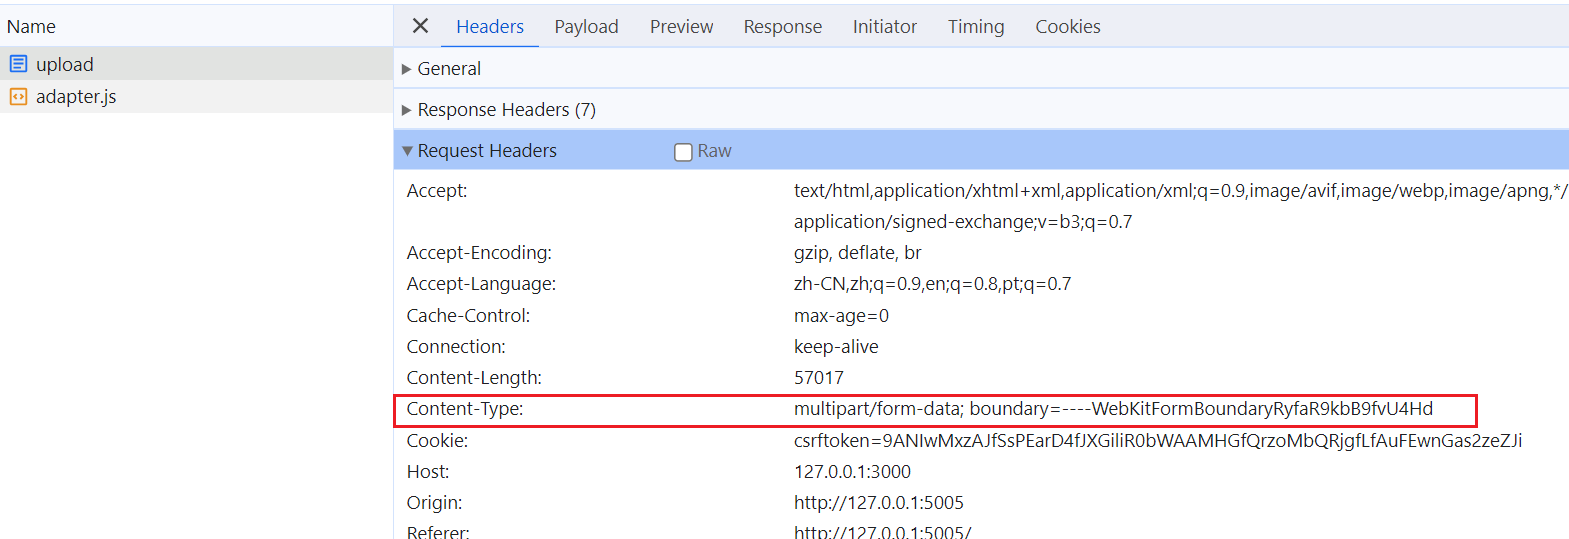 Name
upload
adapter.js
Headers Payload Preview Response Initiator Timing Cookies
General
Response Headers (7)
Request Headers Raw
Accept: text/html,application/xhtml+xml,application/xml;q=0.9,image/avif,image/webp,image/apng,*/
application/signed-exchange;v=b3;q=0.7
Accept-Encoding: gzip, deflate, br
Accept-Language: zh-CN,zh;q=0.9,en;q=0.8,pt;q=0.7
Cache-Control: max-age=0
Connection: keep-alive
Content-Length: 57017
Content-Type: multipart/form-data; boundary=----WebKitFormBoundaryRyfaR9kbB9fvU4Hd
Cookie: csrftoken=9ANIwMxzAJfSsPEarD4fJXGiliR0bWAAMHGfQrzoMbQRjgfLfAuFEwnGas2zeZJi
Host: 127.0.0.1:3000
Origin: http://127.0.0.1:5005
Referer: http://127.0.0.1:5005/